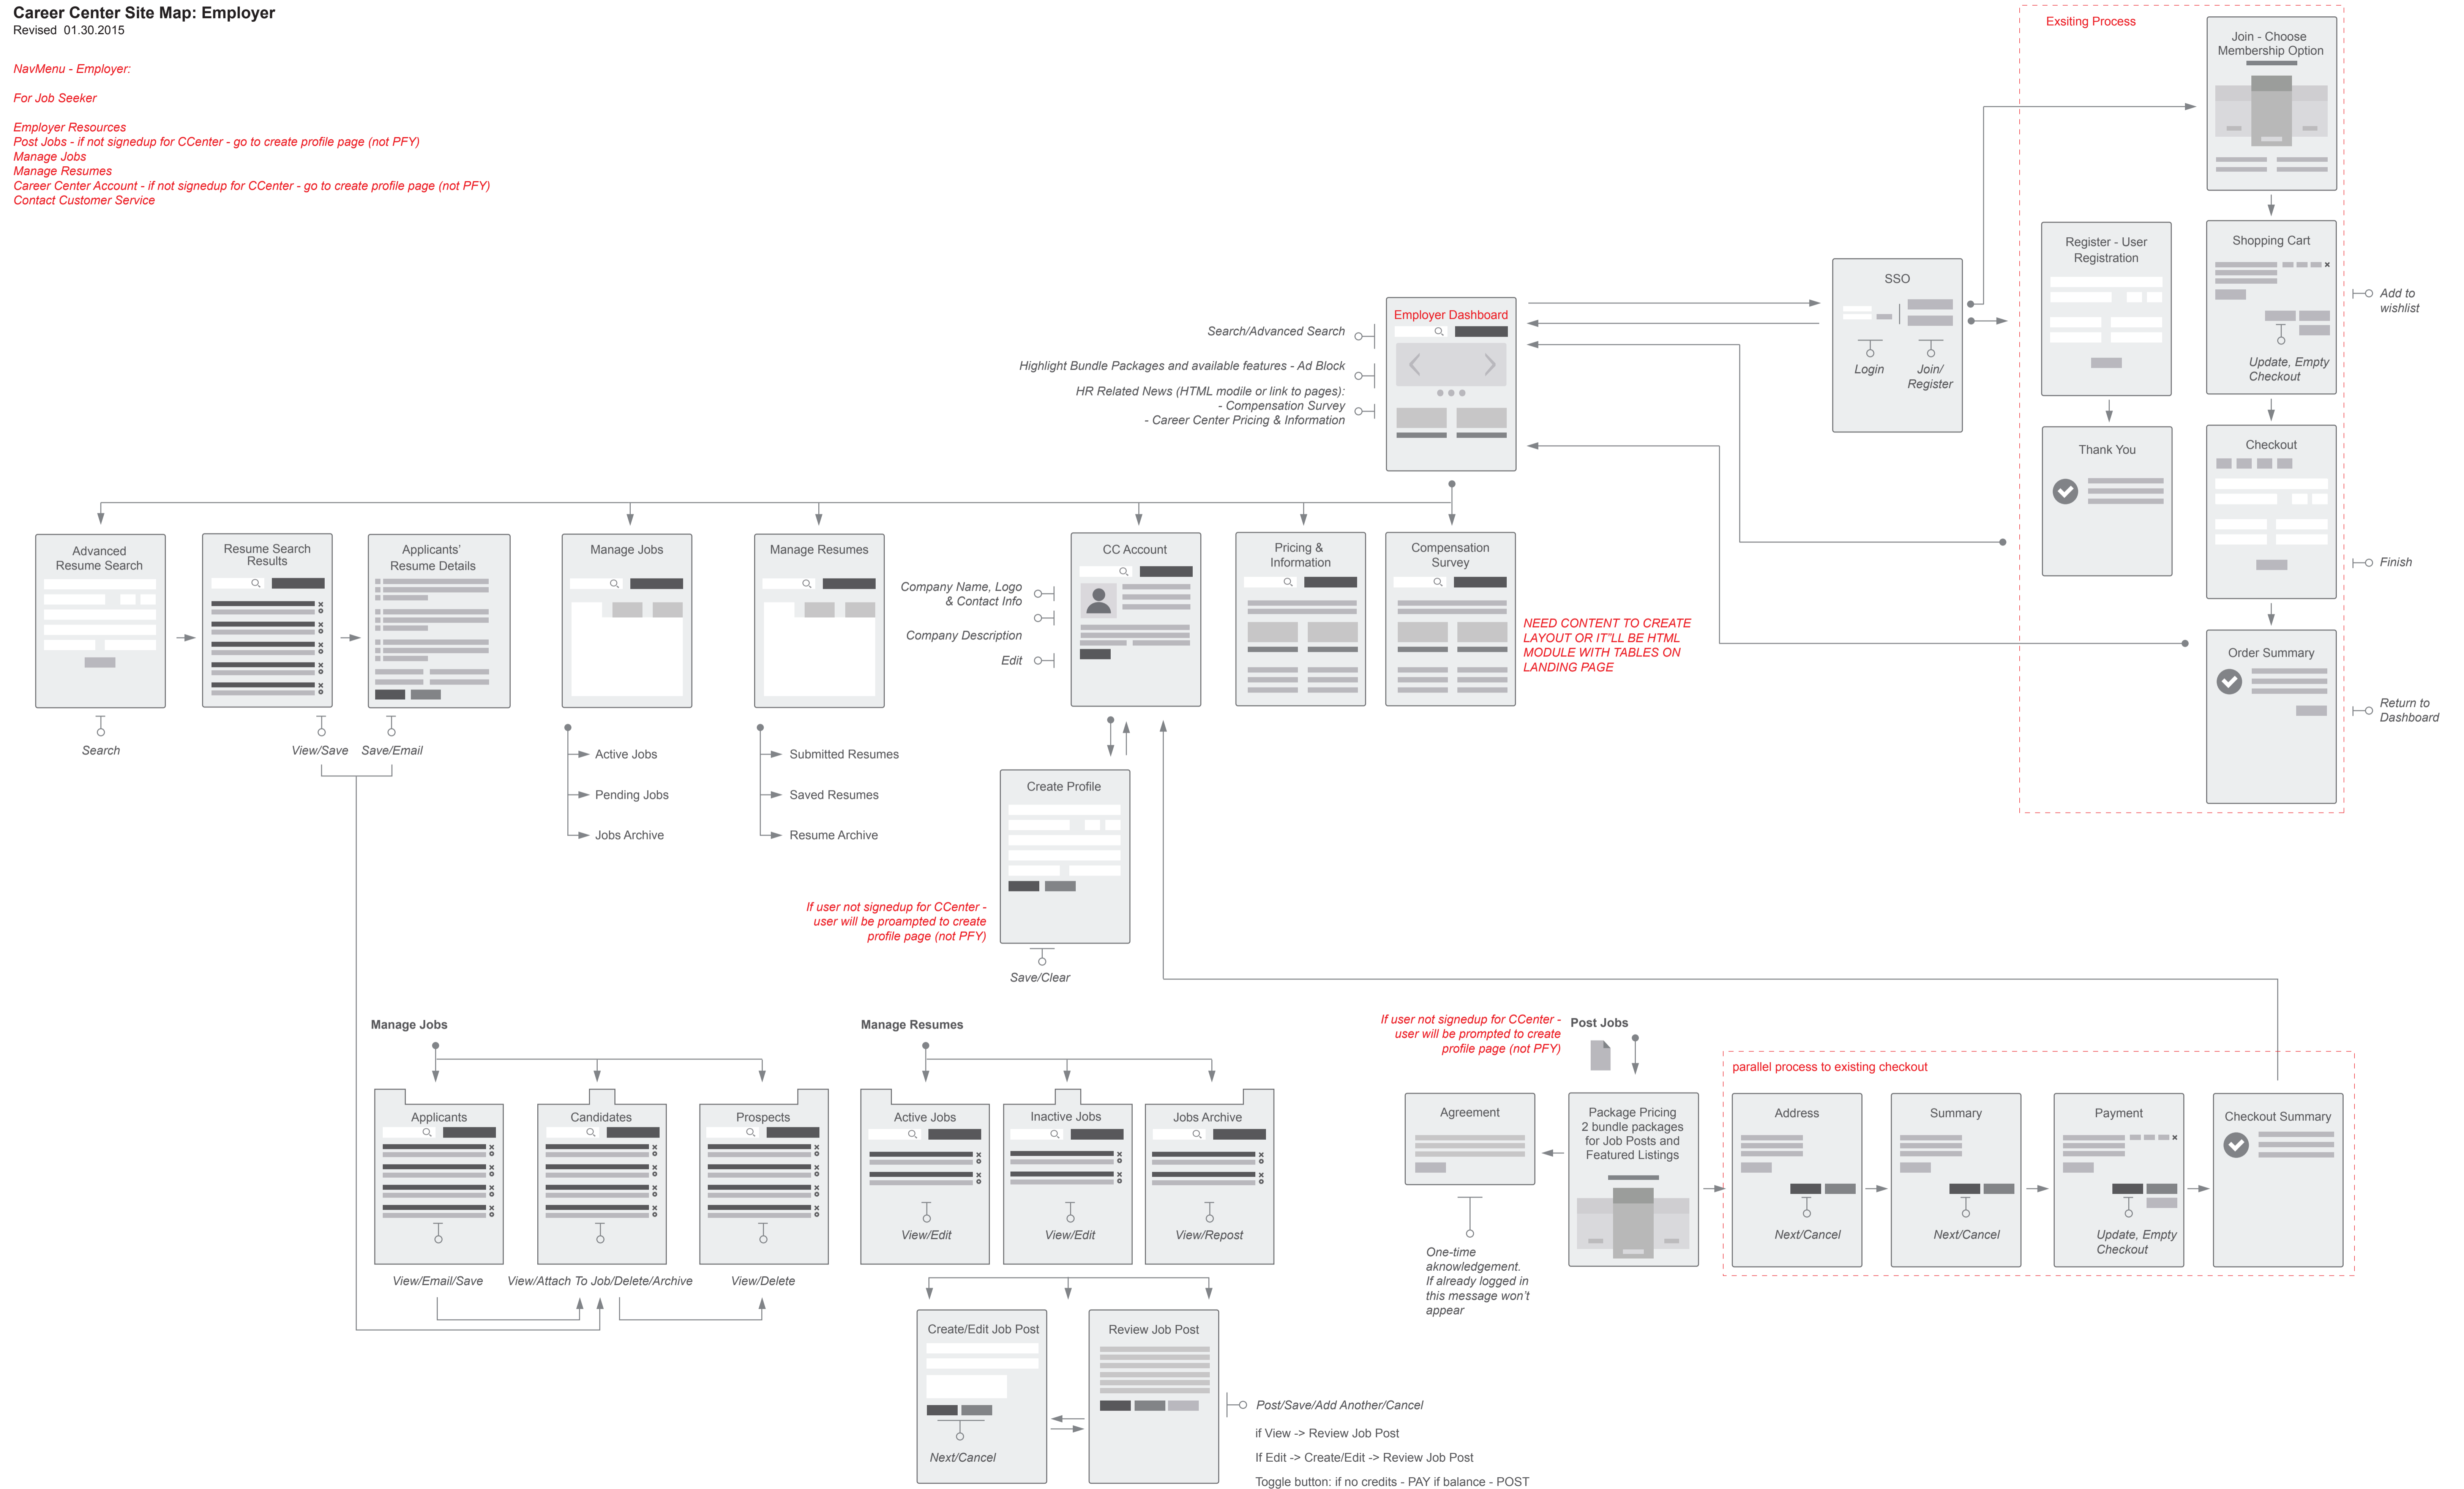 Career Center Site Map: Employer
Revised 01.30.2015
NavMenu - Employer:
For Job Seeker
Employer Resources
Post Jobs - if not signedup for CCenter - go to create profile page (not PFY)
Manage Jobs
Manage Resumes
Career Center Account - if not signedup for CCenter - go to create profile page (not PFY)
Contact Customer Service
Exsiting Process
Join - Choose
Membership Option
Register - User
Registration
Shopping Cart
Add to
wishlist
Update, Empty
Checkout
SSO
Login
Join/
Register
Employer Dashboard
Search/Advanced Search
Highlight Bundle Packages and available features - Ad Block
HR Related News (HTML modile or link to pages):
- Compensation Survey
- Career Center Pricing & Information
Thank You
Checkout
Finish
Order Summary
Return to
Dashboard
Advanced
Resume Search
Search
Resume Search
Results
View/Save
Applicants'
Resume Details
Save/Email
Manage Jobs
Active Jobs
Pending Jobs
Jobs Archive
Manage Resumes
Submitted Resumes
Saved Resumes
Resume Archive
CC Account
Company Name, Logo
& Contact Info
Company Description
Edit
Pricing &
Information
Compensation
Survey
NEED CONTENT TO CREATE
LAYOUT OR IT"LL BE HTML
MODULE WITH TABLES ON
LANDING PAGE
Create Profile
If user not signedup for CCenter -
user will be proampted to create
profile page (not PFY)
Save/Clear
Manage Jobs
Applicants
View/Email/Save
Candidates
View/Attach To Job/Delete/Archive
Prospects
View/Delete
Manage Resumes
Active Jobs
View/Edit
Inactive Jobs
View/Edit
Jobs Archive
View/Repost
Create/Edit Job Post
Next/Cancel
Review Job Post
Post/Save/Add Another/Cancel
if View -> Review Job Post
If Edit -> Create/Edit -> Review Job Post
Toggle button: if no credits - PAY if balance - POST
If user not signedup for CCenter -
user will be prompted to create
profile page (not PFY)
Post Jobs
Agreement
One-time
aknowledgement.
If already logged in
this message won't
appear
Package Pricing
2 bundle packages
for Job Posts and
Featured Listings
parallel process to existing checkout
Address
Next/Cancel
Summary
Next/Cancel
Payment
Update, Empty
Checkout
Checkout Summary